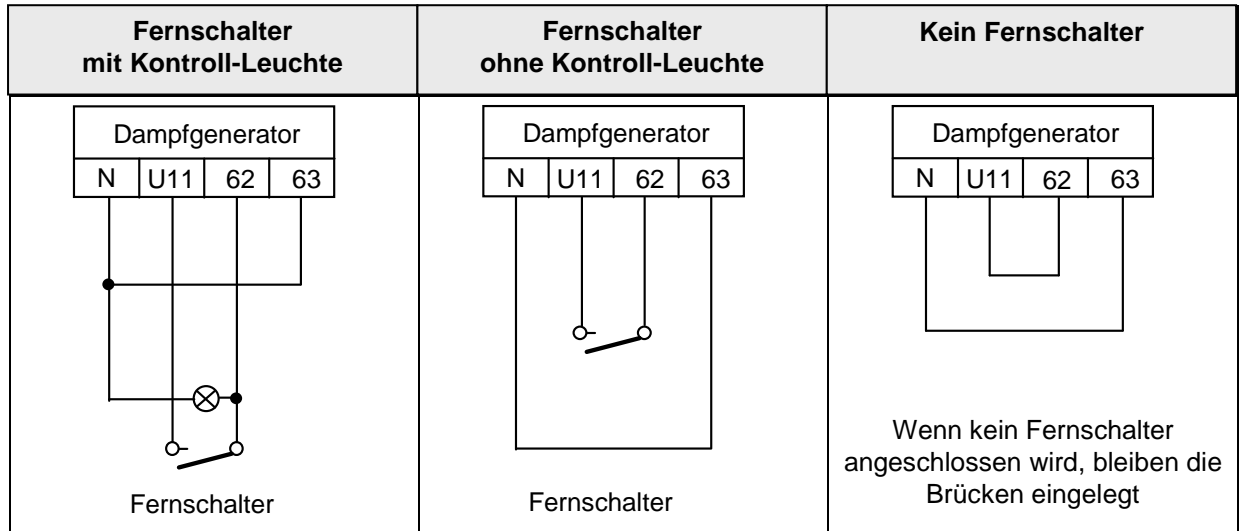 Fernschalter
mit Kontroll-Leuchte
Fernschalter
ohne Kontroll-Leuchte
Kein Fernschalter
Dampfgenerator
N U11 62 63
Fernschalter
Dampfgenerator
N U11 62 63
Fernschalter
Dampfgenerator
N U11 62 63
Wenn kein Fernschalter
angeschlossen wird, bleiben die
Brücken eingelegt